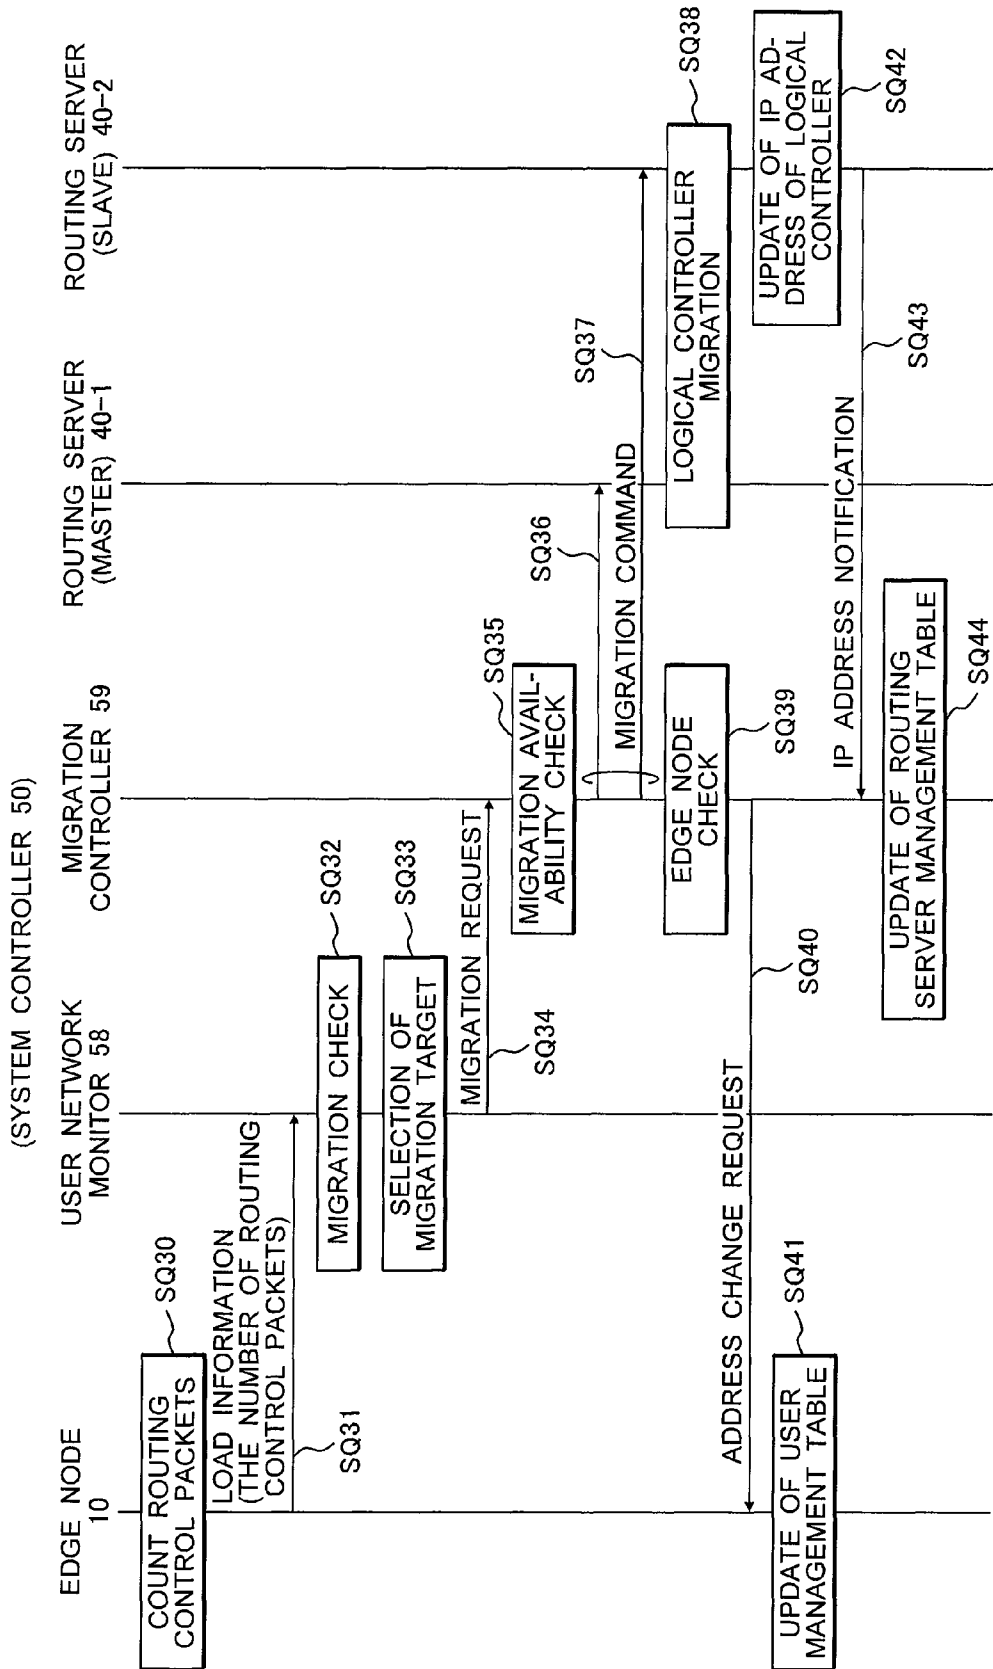 (SYSTEM CONTROLLER 50)
EDGE NODE
10
USER NETWORK
MONITOR 58
MIGRATION
CONTROLLER 59
ROUTING SERVER
(MASTER) 40-1
ROUTING SERVER
(SLAVE) 40-2
COUNT ROUTING
CONTROL PACKETS
SQ30
LOAD INFORMATION
(THE NUMBER OF ROUTING
CONTROL PACKETS)
SQ31
MIGRATION CHECK
SQ32
SELECTION OF
MIGRATION TARGET
SQ33
MIGRATION REQUEST
SQ34
MIGRATION AVAIL-
ABILITY CHECK
SQ35
SQ36
MIGRATION COMMAND
SQ37
LOGICAL CONTROLLER
MIGRATION
SQ38
EDGE NODE
CHECK
SQ39
ADDRESS CHANGE REQUEST
SQ40
UPDATE OF USER
MANAGEMENT TABLE
SQ41
UPDATE OF IP AD-
DRESS OF LOGICAL
CONTROLLER
SQ42
IP ADDRESS NOTIFICATION
SQ43
UPDATE OF ROUTING
SERVER MANAGEMENT TABLE
SQ44